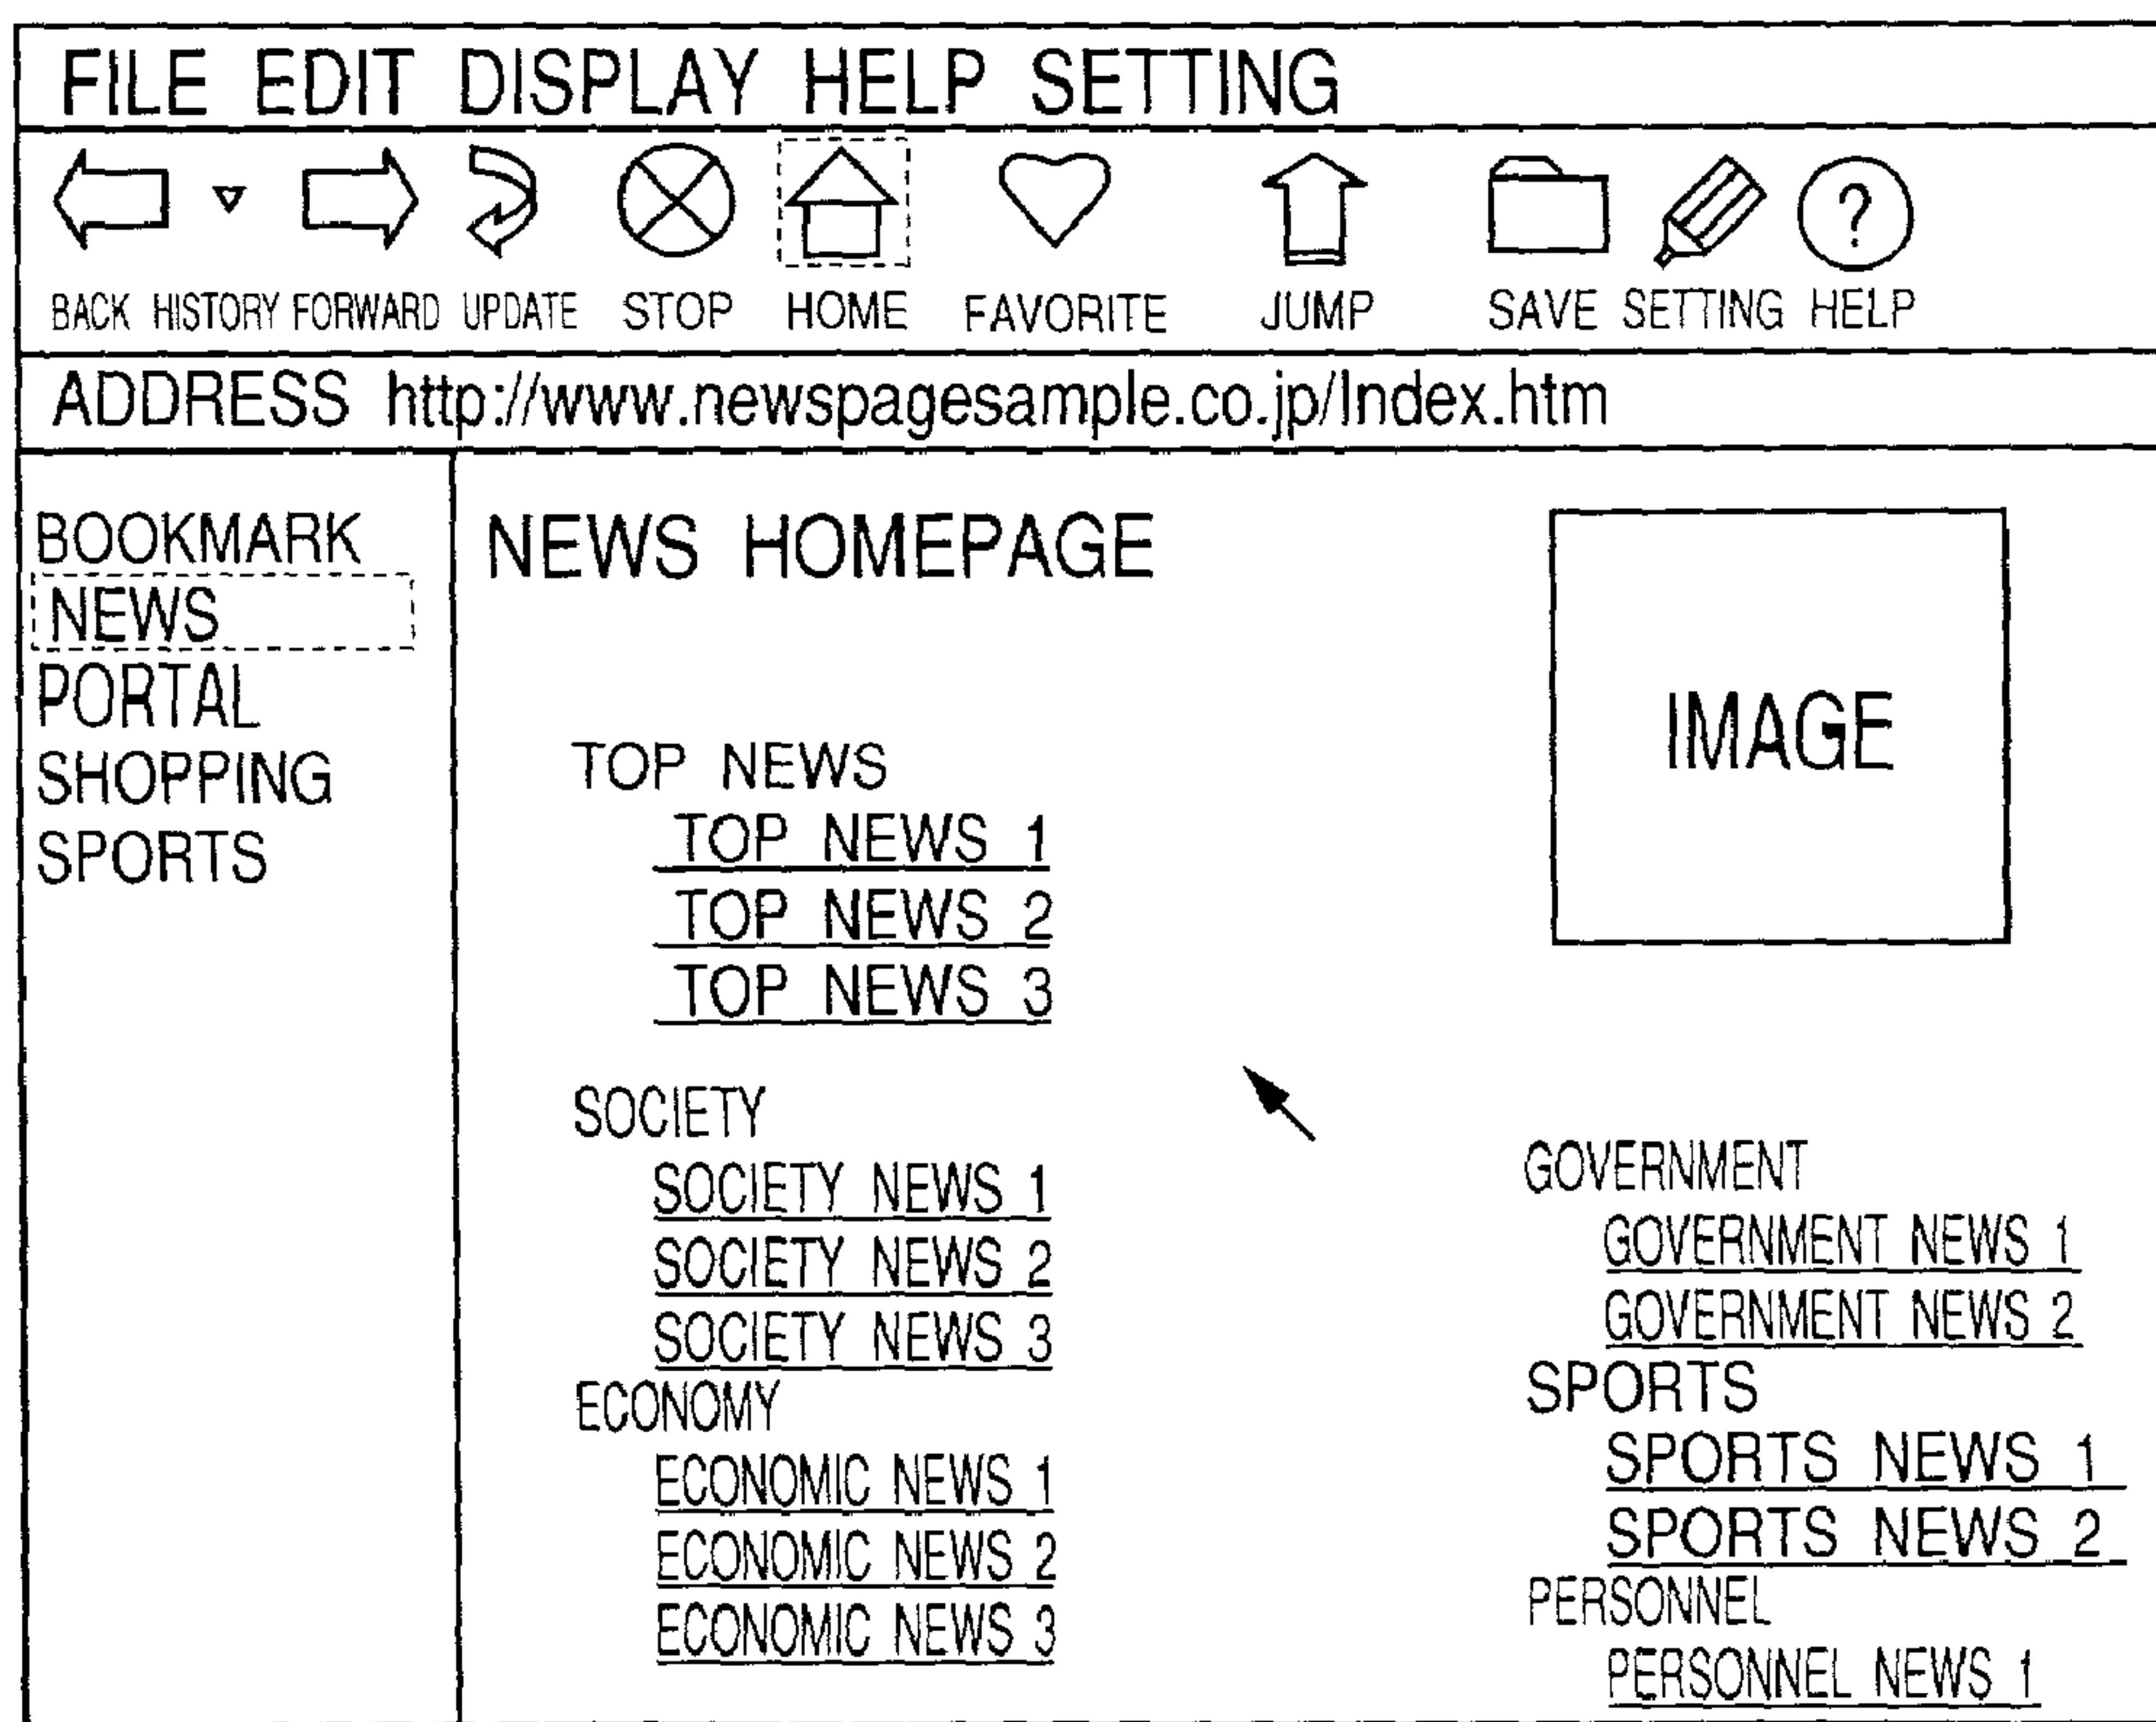 FILE EDIT DISPLAY HELP SETTING
BACK HISTORY FORWARD UPDATE STOP HOME FAVORITE JUMP SAVE SETTING HELP
?
ADDRESS http://www.newspagesample.co.jp/Index.htm
BOOKMARK
NEWS
PORTAL
SHOPPING
SPORTS
NEWS HOMEPAGE
IMAGE
TOP NEWS
TOP NEWS 1
TOP NEWS 2
TOP NEWS 3
SOCIETY
SOCIETY NEWS 1
SOCIETY NEWS 2
SOCIETY NEWS 3
ECONOMY
ECONOMIC NEWS 1
ECONOMIC NEWS 2
ECONOMIC NEWS 3
GOVERNMENT
GOVERNMENT NEWS 1
GOVERNMENT NEWS 2
SPORTS
SPORTS NEWS 1
SPORTS NEWS 2
PERSONNEL
PERSONNEL NEWS 1